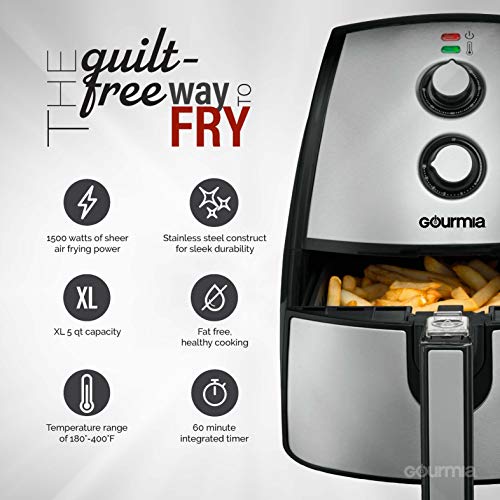 THE
guilt-
free way
TO
FRY
GOURMIA
1500 watts of sheer
air frying power
Stainless steel construct
for sleek durability
XL
XL 5 qt capacity
Fat free,
healthy cooking
Temperature range
of 180°-400°F
60 minute
integrated timer
GOURMIA